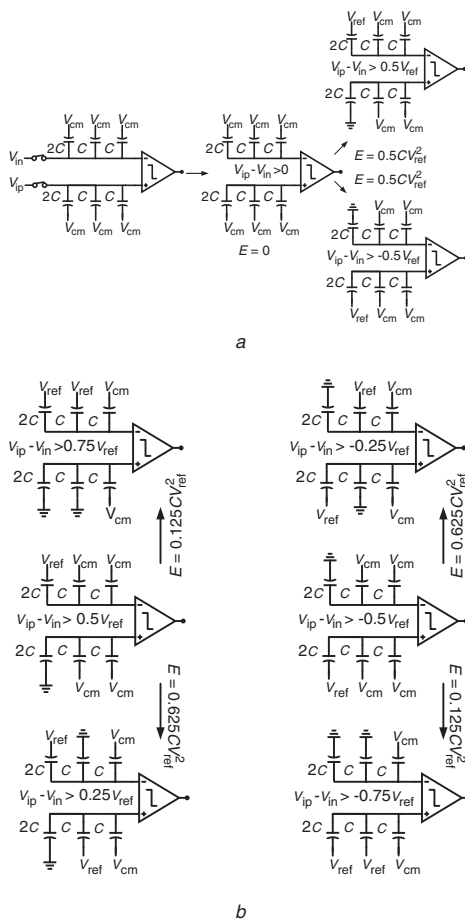 V_ref V_cm V_cm
2C C C
V_ip-V_in > 0.5V_ref
2C C C
V_cm V_cm
V_cm V_cm V_cm
V_in 2C C C
V_ip
2C C C
V_cm V_cm V_cm
V_cm V_cm V_cm
2C C C
V_ip-V_in >0
2C C C
V_cm V_cm V_cm
E = 0
E = 0.5CV_ref^2
E = 0.5CV_ref^2
V_cm V_cm
2C C C
V_ip-V_in > -0.5V_ref
2C C C
V_ref V_cm V_cm
a
V_ref V_ref V_cm
2C C C
V_ip-V_in >0.75V_ref
2C C C
V_cm
E = 0.125CV_ref^2
V_ref V_cm V_cm
2C C C
V_ip-V_in > 0.5V_ref
2C C C
V_cm V_cm
E = 0.625CV_ref^2
V_ref V_cm
2C C C
V_ip-V_in > 0.25V_ref
2C C C
V_ref V_cm
V_ref V_cm
2C C C
V_ip-V_in > -0.25V_ref
2C C C
V_ref V_cm
E = 0.625CV_ref^2
V_cm V_cm
2C C C
V_ip-V_in > -0.5V_ref
2C C C
V_ref V_cm V_cm
E = 0.125CV_ref^2
V_cm
2C C C
V_ip-V_in > -0.75V_ref
2C C C
V_ref V_ref V_cm
b